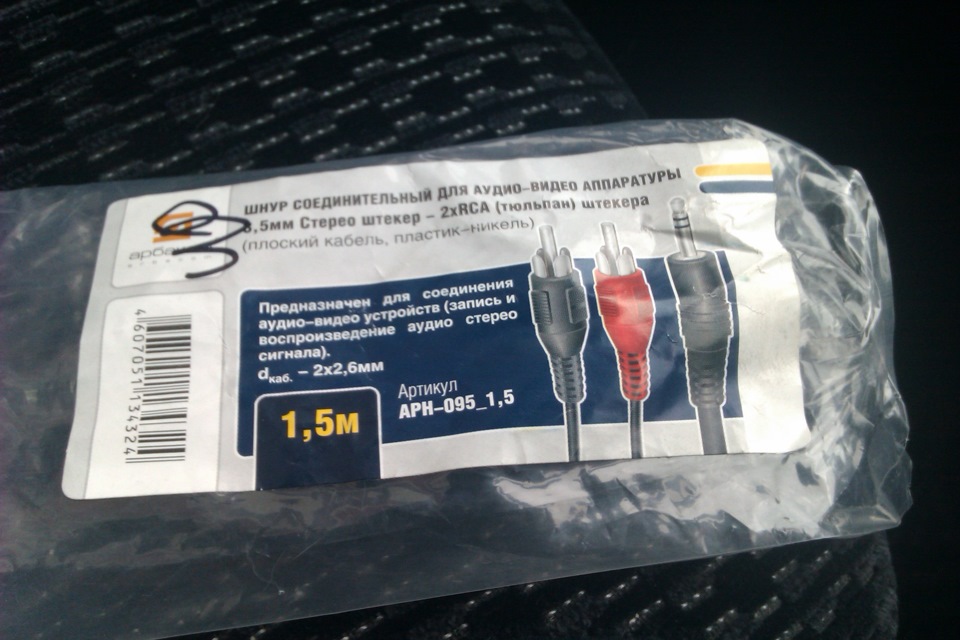 ШНУР СОЕДИНИТЕЛЬНЫЙ ДЛЯ АУДИО-ВИДЕО АППАРАТУРЫ
3,5мм Стерео штекер – 2xRCA (тюльпан) штекера
(плоский кабель, пластик-никель)
Предназначен для соединения
аудио-видео устройств (запись и
воспроизведение аудио стерео
сигнала).
dкаб. – 2x2,6мм
Артикул
APH-095_1,5
1,5м
4607051134324